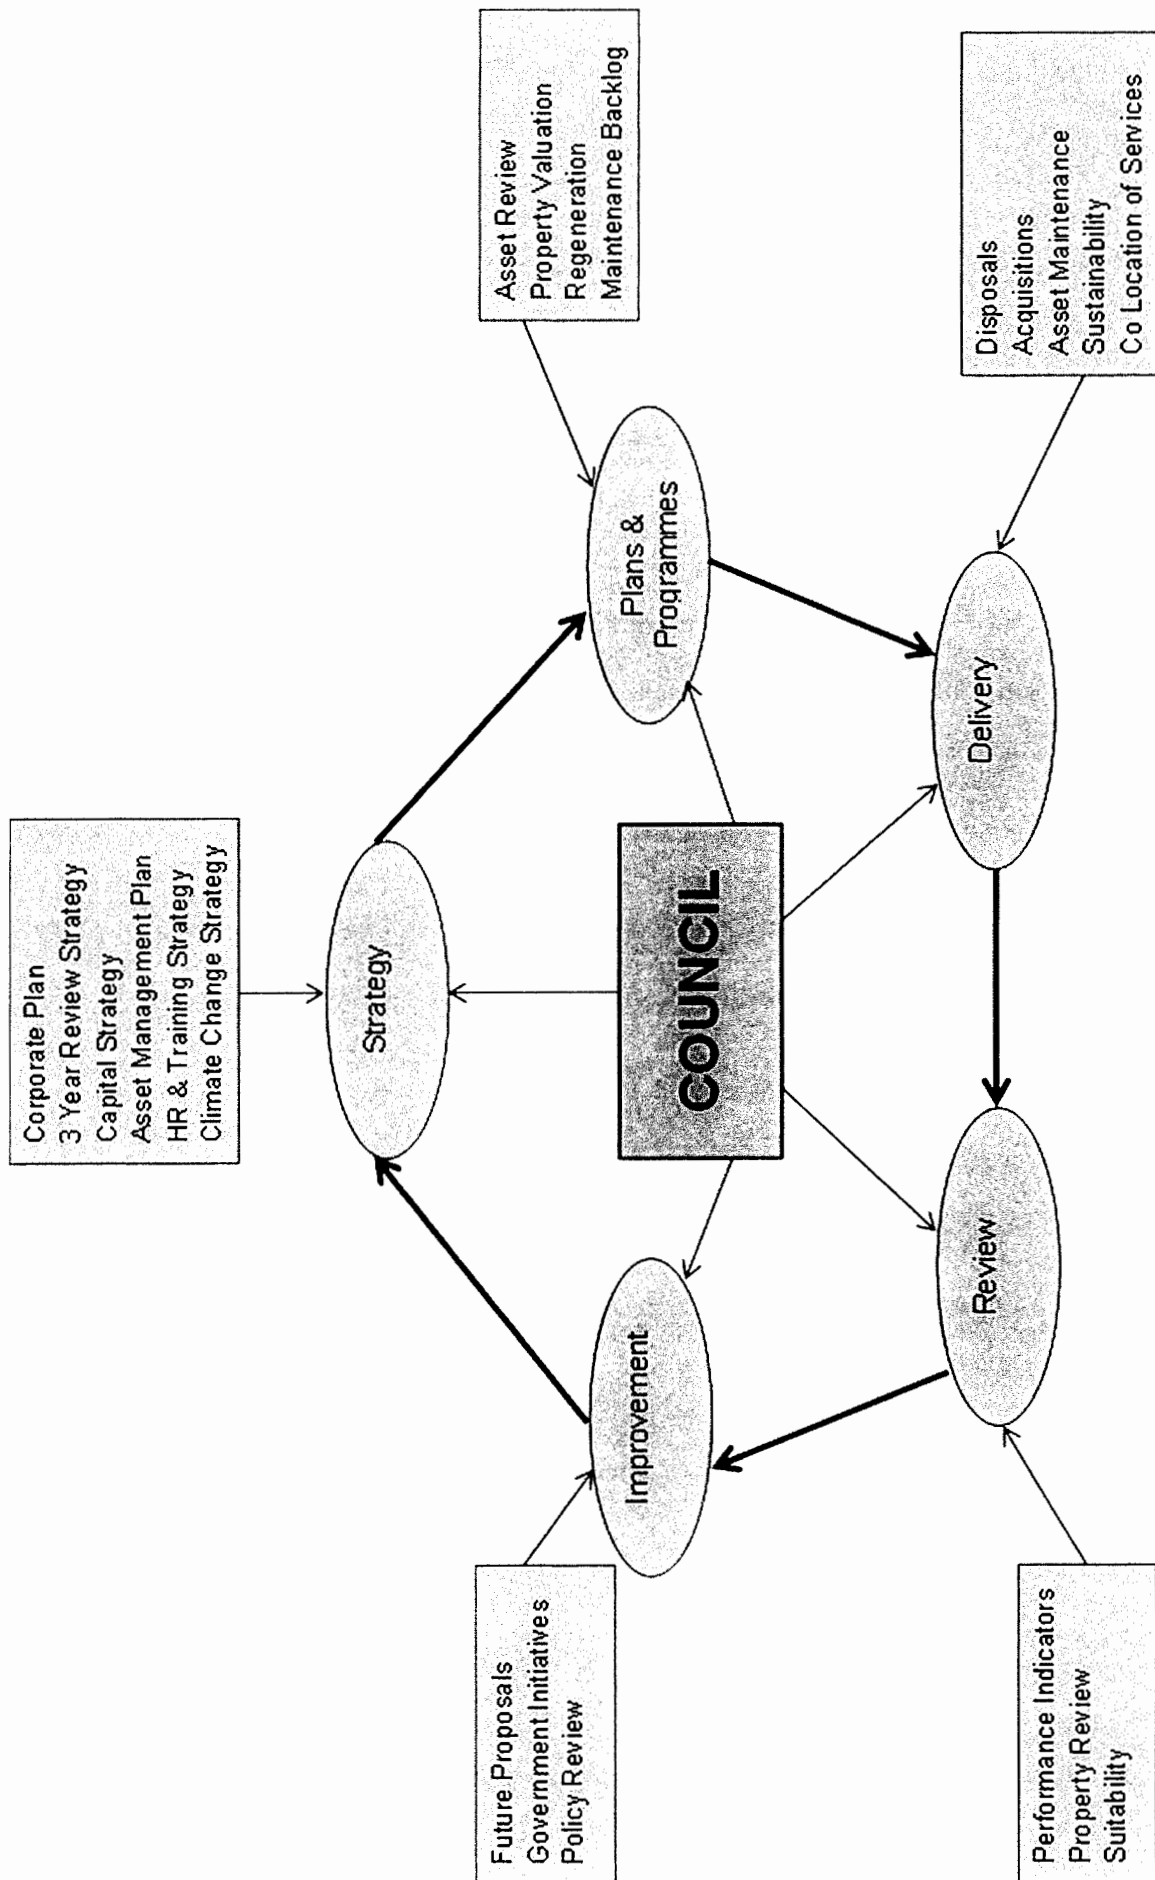 Corporate Plan
3 Year Review Strategy
Capital Strategy
Asset Management Plan
HR & Training Strategy
Climate Change Strategy
Strategy
Future Proposals
Government Initiatives
Policy Review
Improvement
COUNCIL
Plans &
Programmes
Asset Review
Property Valuation
Regeneration
Maintenance Backlog
Performance Indicators
Property Review
Suitability
Review
Delivery
Disposals
Acquisitions
Asset Maintenance
Sustainability
Co Location of Services